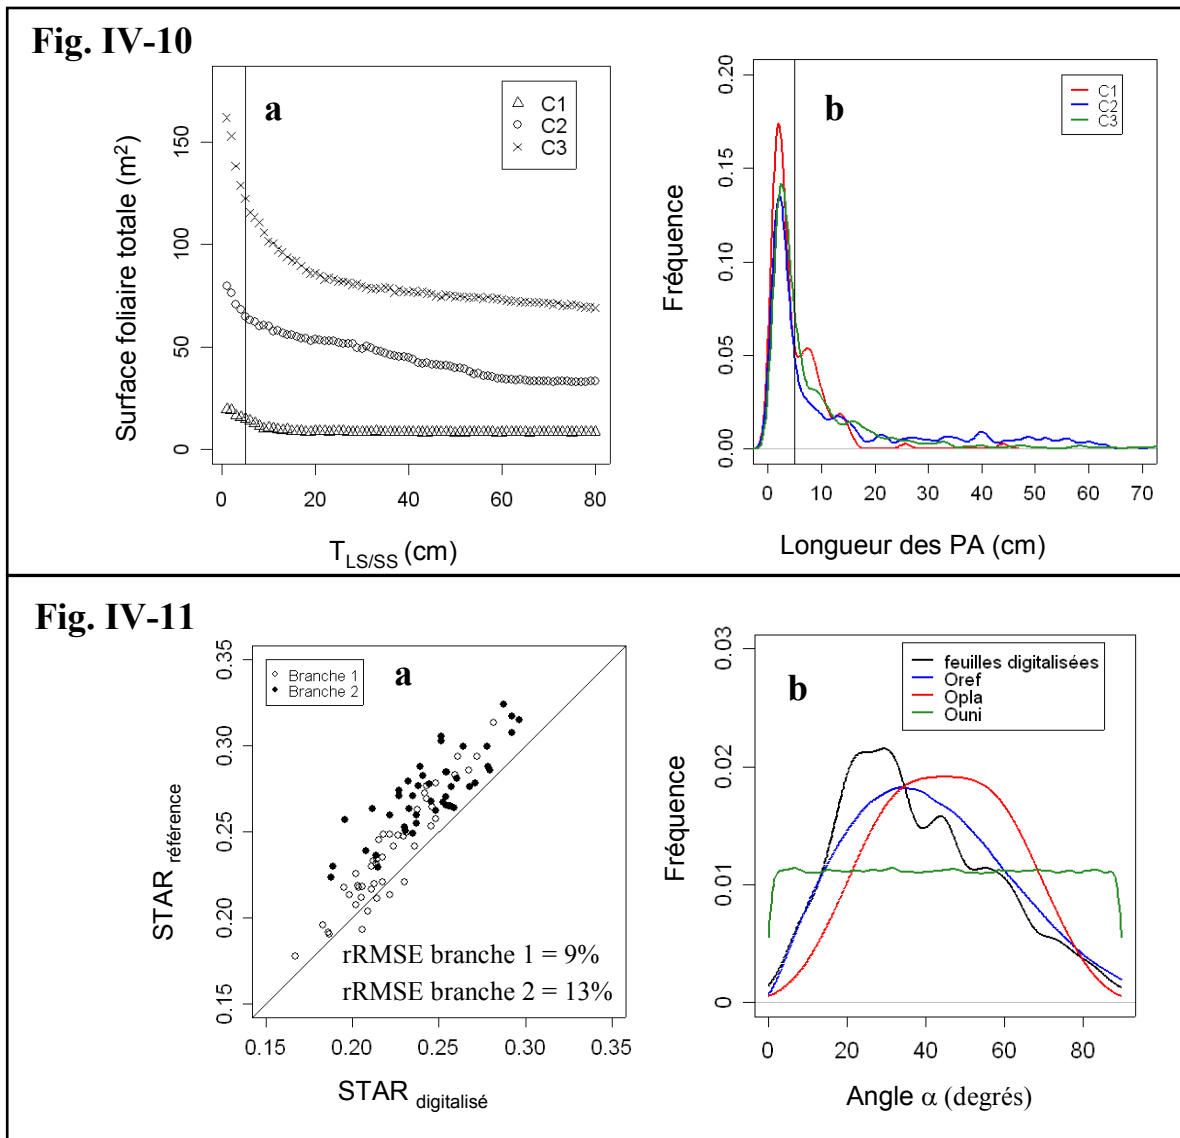 Fig. IV-10
a
C1
C2
C3
Surface foliaire totale (m²)
0
50
100
150
0
20
40
60
80
T LS/SS (cm)
b
C1
C2
C3
Fréquence
0.00
0.05
0.10
0.15
0.20
0
10
20
30
40
50
60
70
Longueur des PA (cm)
Fig. IV-11
a
Branche 1
Branche 2
STAR référence
0.15
0.20
0.25
0.30
0.35
rRMSE branche 1 = 9%
rRMSE branche 2 = 13%
0.15
0.20
0.25
0.30
0.35
STAR digitalisé
b
feuilles digitalisées
Oref
Opla
Ouni
Fréquence
0
0.01
0.02
0.03
0
20
40
60
80
Angle α (degrés)